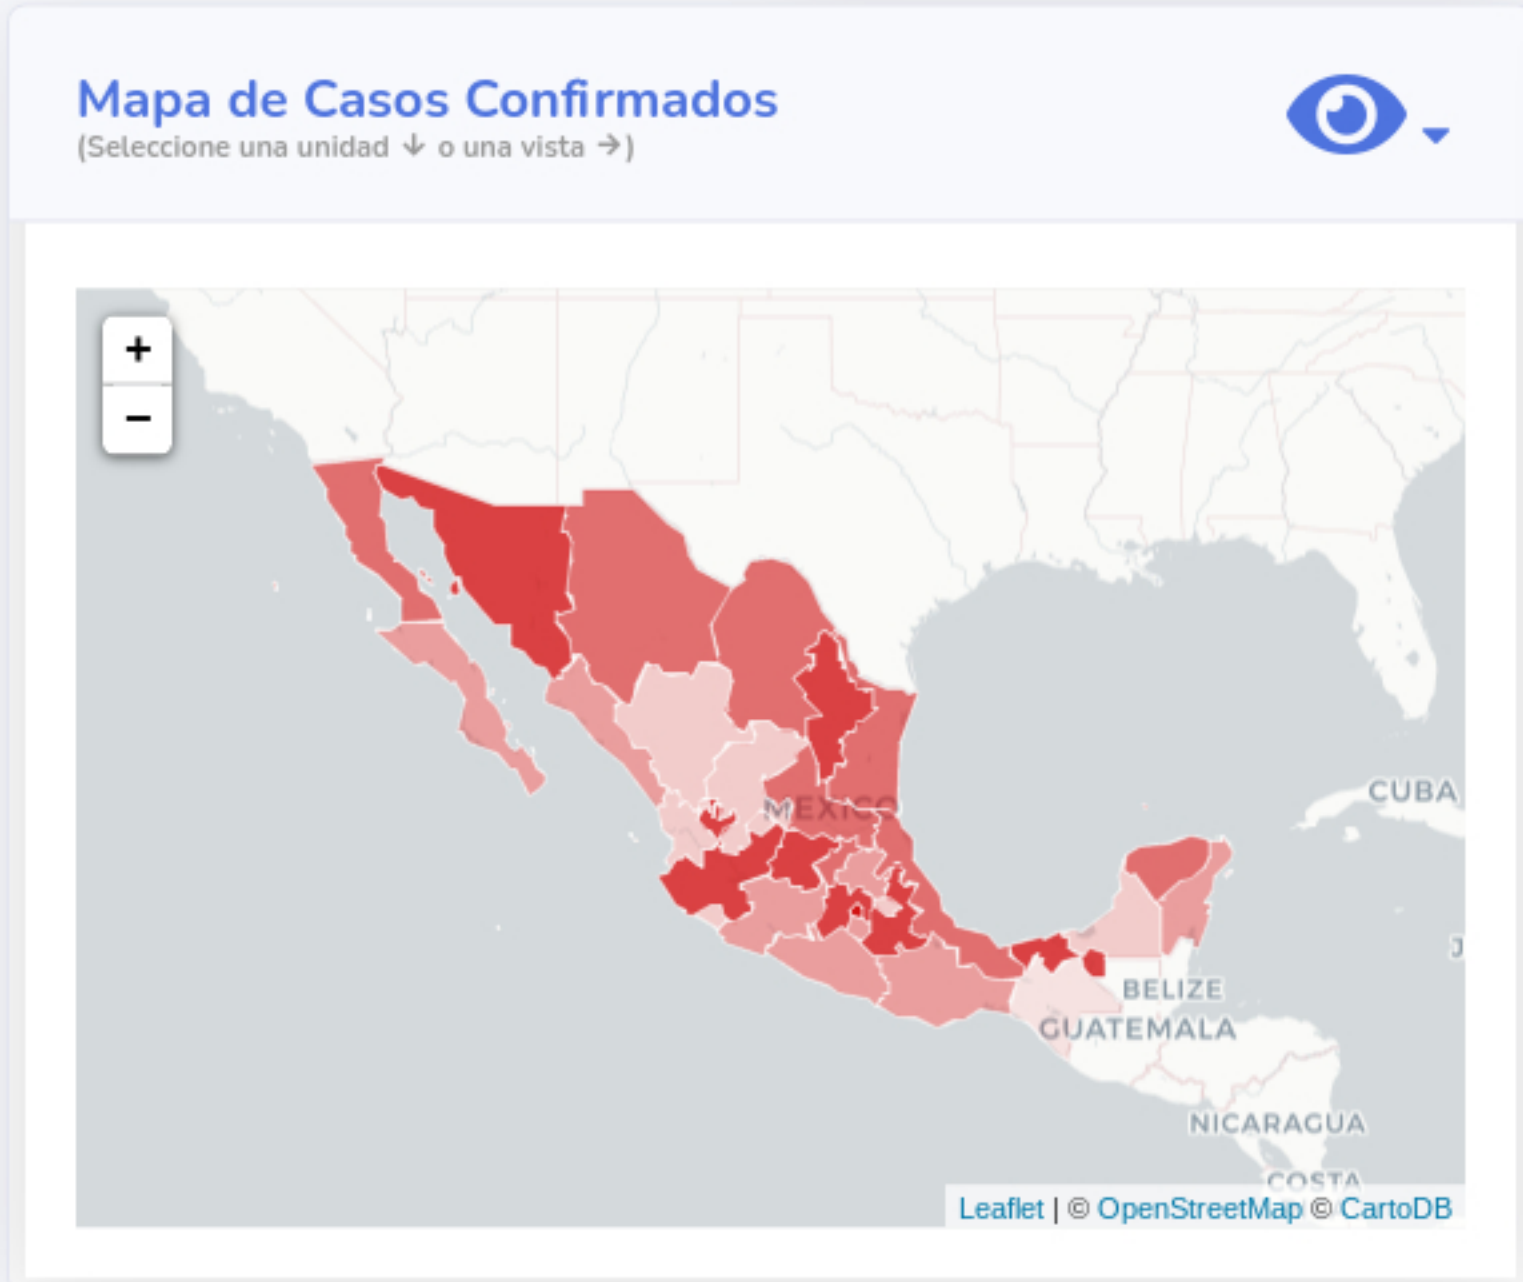 Mapa de Casos Confirmados
(Seleccione una unidad ↓ o una vista →)
+
−
MEXICO
CUBA
J
BELIZE
GUATEMALA
NICARAGUA
COSTA
Leaflet | © OpenStreetMap © CartoDB